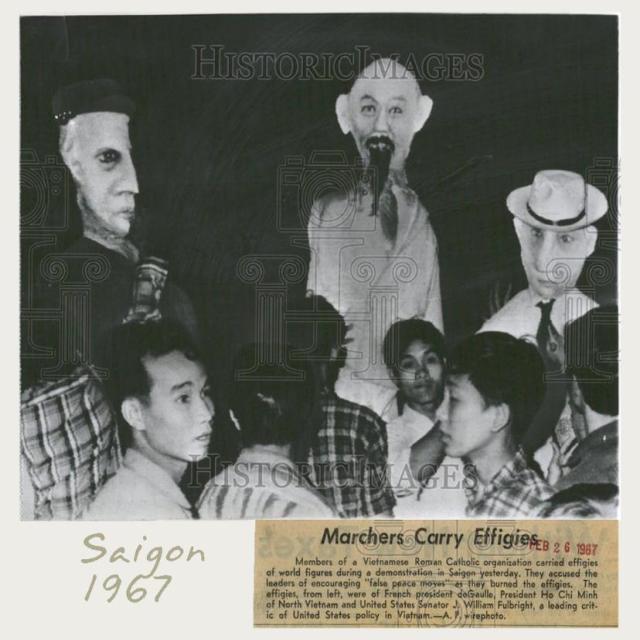 HISTORICIMAGES
HISTORICIMAGES
Saigon
1967
Marchers Carry Effigies
FEB 26 1967
Members of a Vietnamese Roman Catholic organization carried effigies
of world figures during a demonstration in Saigon yesterday. They accused the
leaders of encouraging "false peace moves" as they burned the effigies. The
effigies, from left, were of French president deGaulle, President Ho Chi Minh
of North Vietnam and United States Senator J. William Fulbright, a leading crit-
ic of United States policy in Vietnam.—A.P. wirephoto.